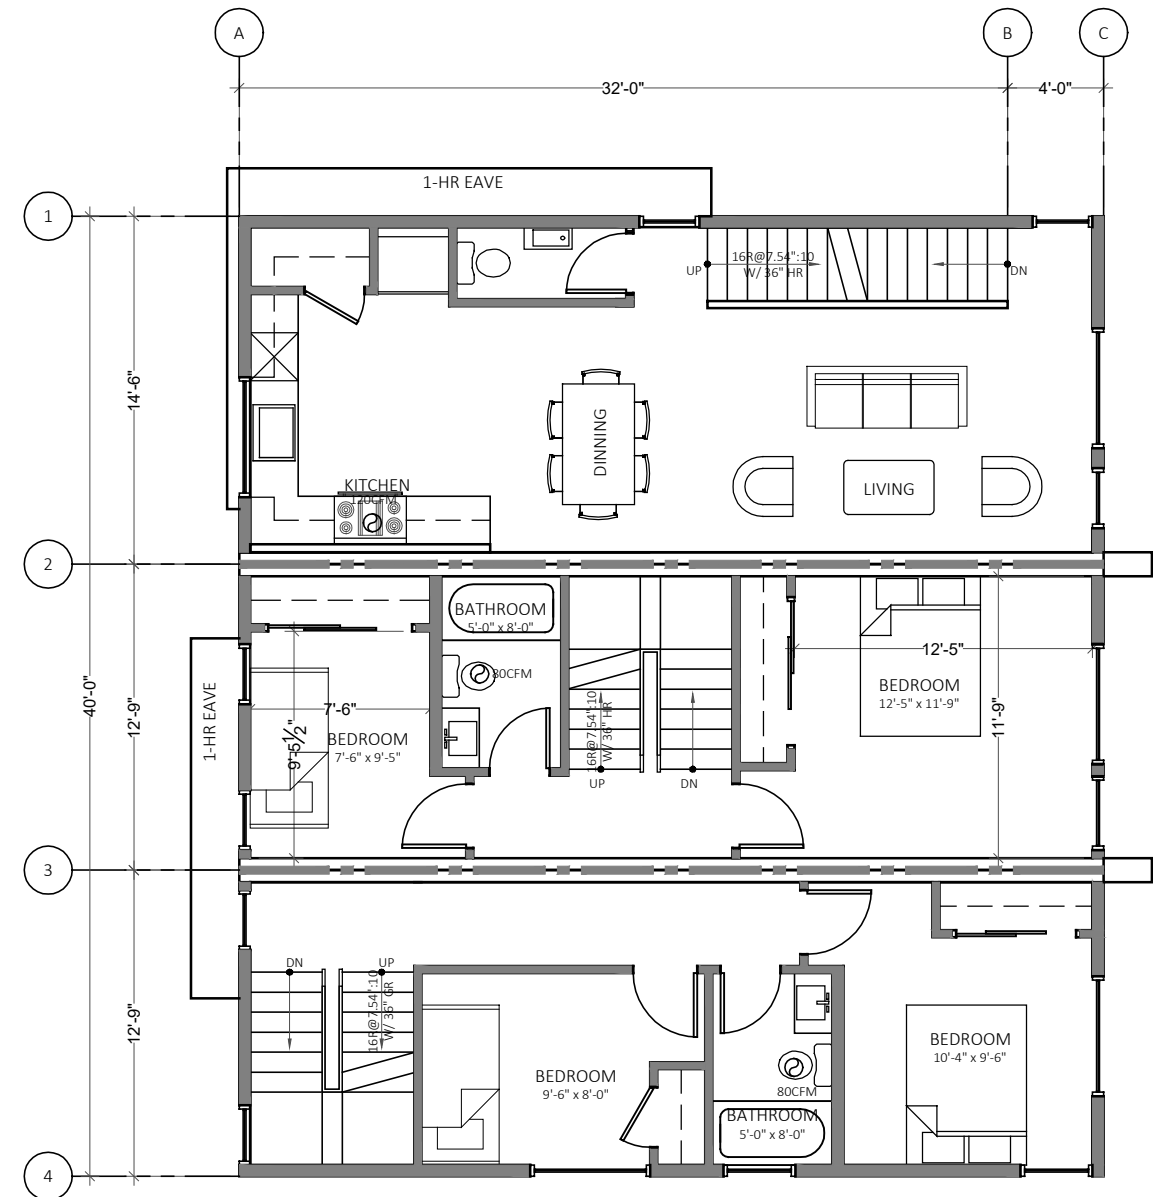 A
B
C
32'-0"
4'-0"
1-HR EAVE
1
16R@7.54":10
W/ 36" HR
UP
DN
14'-6"
DINNING
KITCHEN
120CFM
LIVING
2
BATHROOM
5'-0" x 8'-0"
12'-5"
80CFM
BEDROOM
12'-5" x 11'-9"
40'-0"
12'-9"
1-HR EAVE
7'-6"
9'-5½"
BEDROOM
7'-6" x 9'-5"
16R@7.54":10
W/ 36" HR
11'-9"
UP
DN
3
DN
UP
16R@7.54":10
W/ 36" GR
12'-9"
BEDROOM
10'-4" x 9'-6"
BEDROOM
9'-6" x 8'-0"
80CFM
BATHROOM
5'-0" x 8'-0"
4